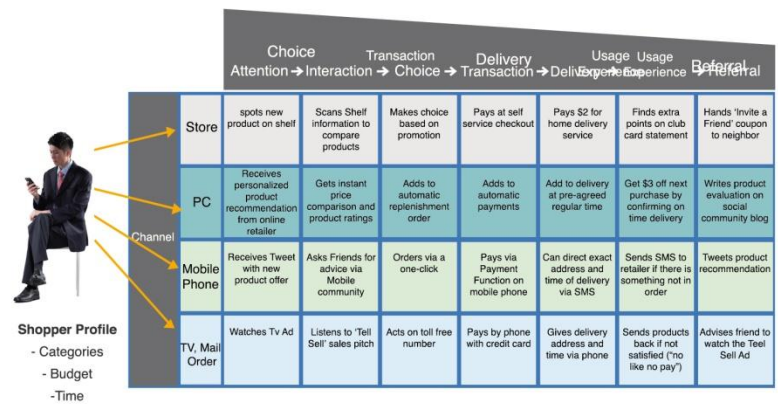 Choice
Transaction
Delivery
Usage
Experience
Usage
Experience
Referral
Attention → Interaction → Choice → Transaction → Delivery → → Referral
Channel
Store
spots new
product on shelf
Scans Shelf
information to
compare
products
Makes choice
based on
promotion
Pays at self
service checkout
Pays $2 for
home delivery
service
Finds extra
points on club
card statement
Hands ‘Invite a
Friend’ coupon
to neighbor
PC
Receives
personalized
product
recommendation
from online
retailer
Gets instant
price
comparison and
product ratings
Adds to
automatic
replenishment
order
Adds to
automatic
payments
Add to delivery
at pre-agreed
regular time
Get $3 off next
purchase by
confirming on
time delivery
Writes product
evaluation on
social
community blog
Mobile
Phone
Receives Tweet
with new
product offer
Asks Friends for
advice via
Mobile
community
Orders via a
one-click
Pays via
Payment
Function on
mobile phone
Can direct exact
address and
time of delivery
via SMS
Sends SMS to
retailer if there is
something not in
order
Tweets product
recommendation
TV, Mail
Order
Watches Tv Ad
Listens to ‘Tell
Sell’ sales pitch
Acts on toll free
number
Pays by phone
with credit card
Gives delivery
address and
time via phone
Sends products
back if not
satisfied (“no
like no pay”)
Advises friend to
watch the Teel
Sell Ad
Shopper Profile
- Categories
- Budget
-Time